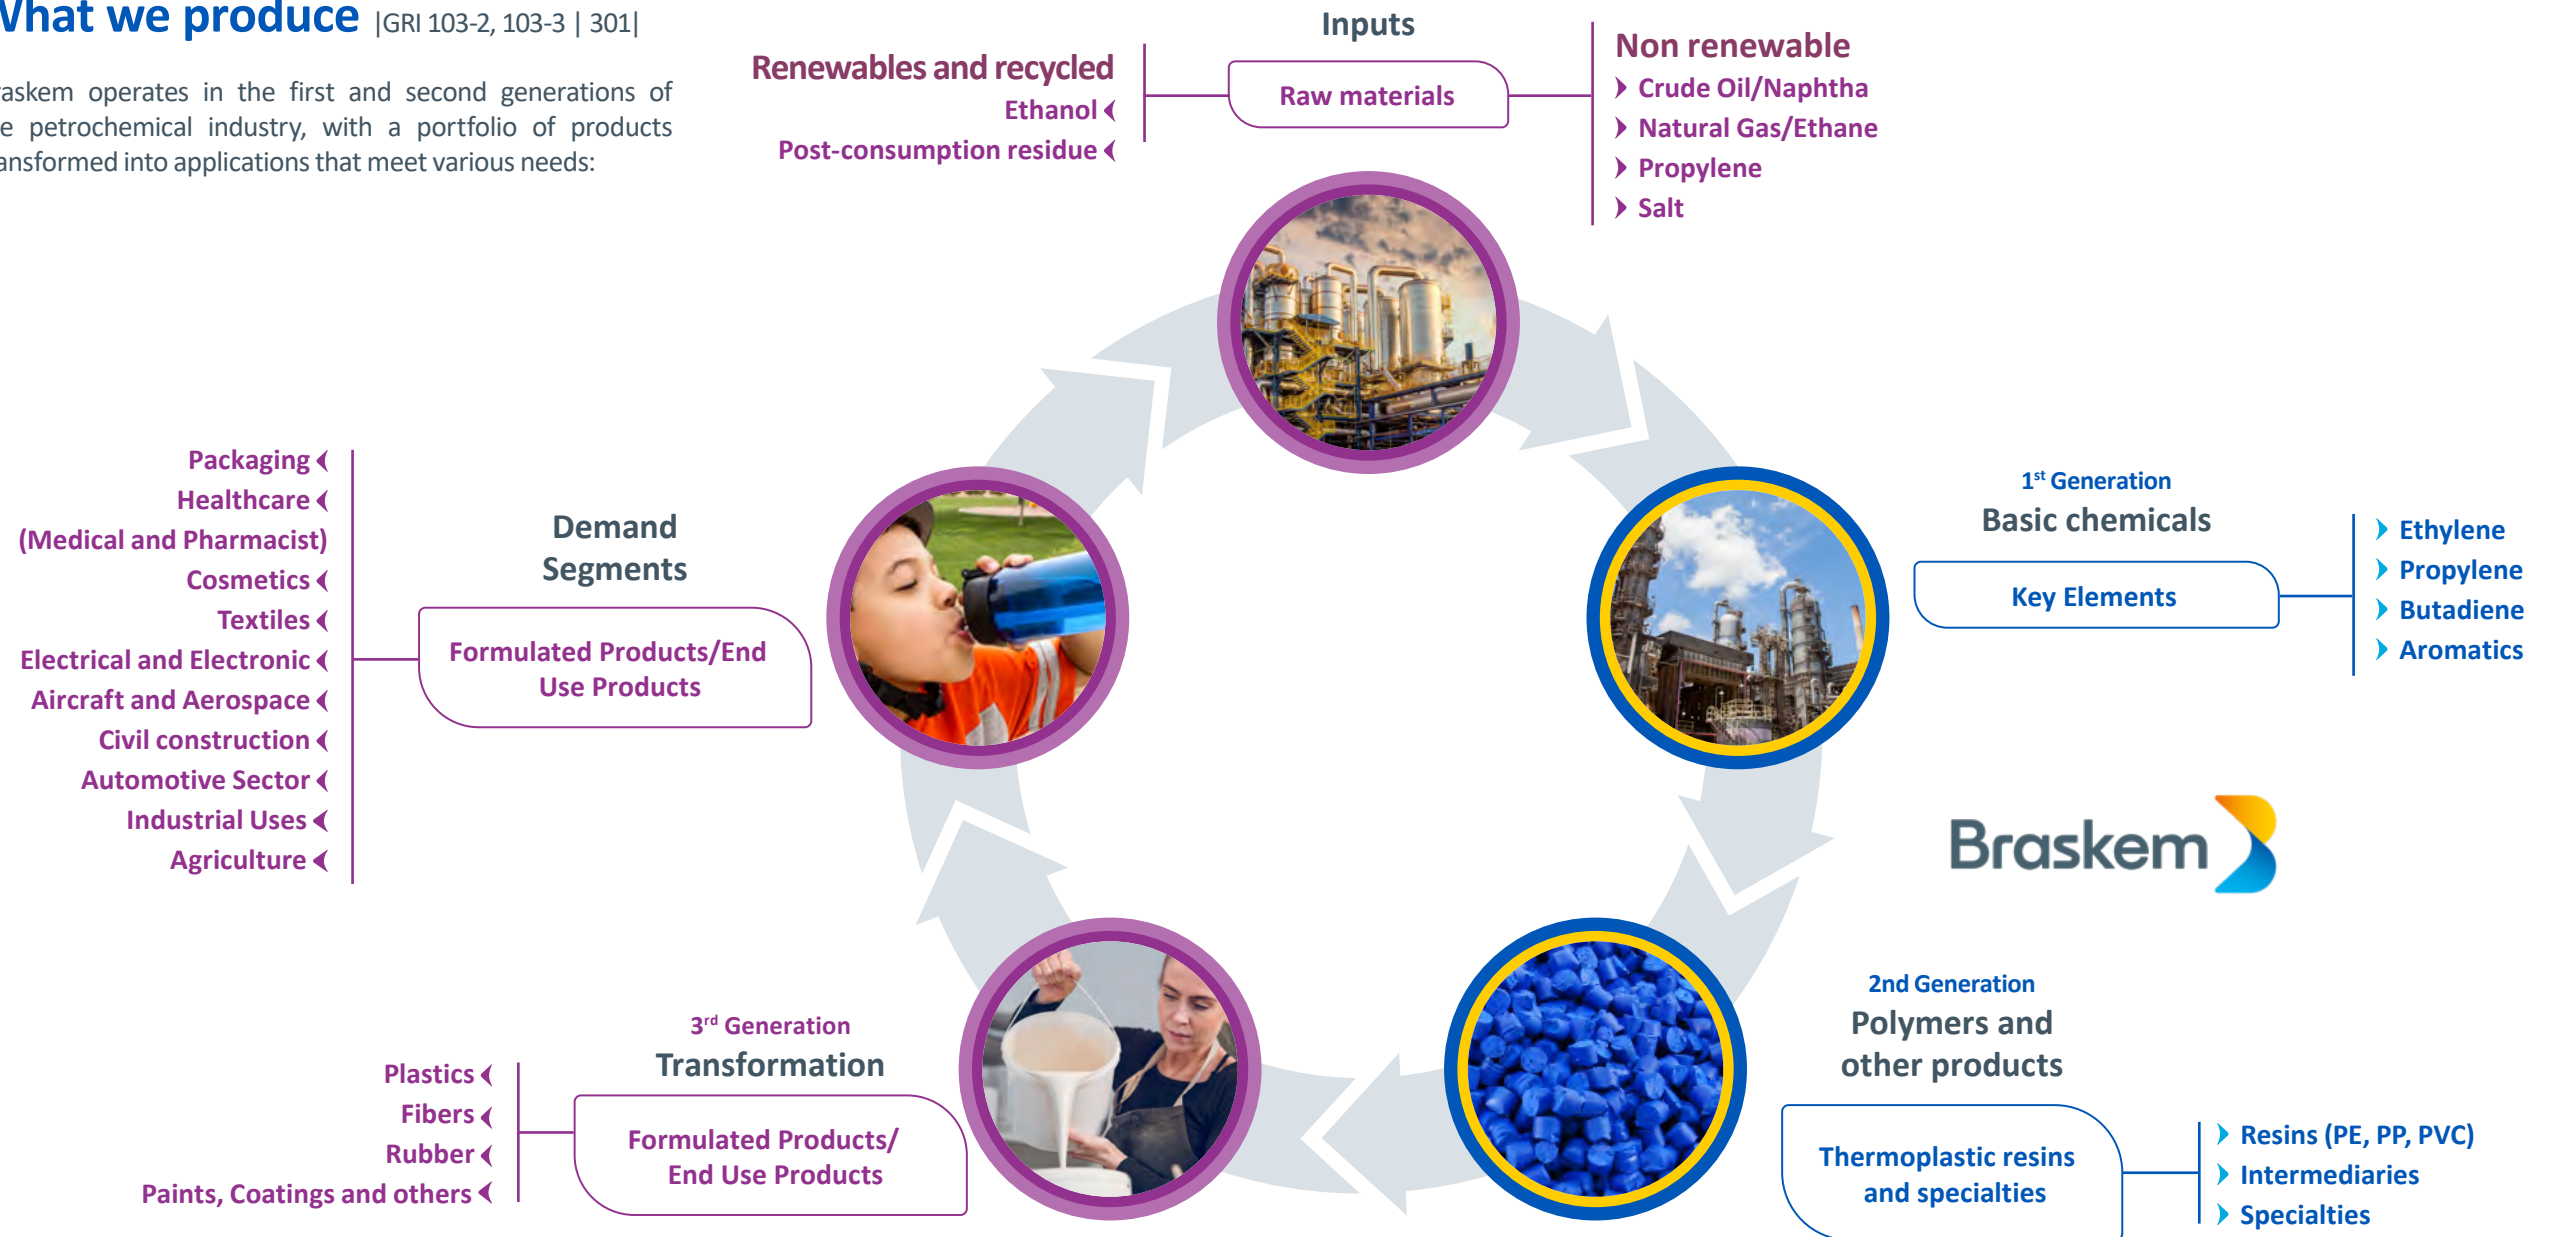 What we produce |GRI 103-2, 103-3 | 301|
raskem operates in the first and second generations of
e petrochemical industry, with a portfolio of products
ansformed into applications that meet various needs:
Inputs
Raw materials
Renewables and recycled
Ethanol
Post-consumption residue
Non renewable
Crude Oil/Naphtha
Natural Gas/Ethane
Propylene
Salt
1st Generation
Basic chemicals
Key Elements
Ethylene
Propylene
Butadiene
Aromatics
Braskem
2nd Generation
Polymers and
other products
Thermoplastic resins
and specialties
Resins (PE, PP, PVC)
Intermediaries
Specialties
3rd Generation
Transformation
Formulated Products/
End Use Products
Plastics
Fibers
Rubber
Paints, Coatings and others
Demand
Segments
Formulated Products/End
Use Products
Packaging
Healthcare
(Medical and Pharmacist)
Cosmetics
Textiles
Electrical and Electronic
Aircraft and Aerospace
Civil construction
Automotive Sector
Industrial Uses
Agriculture